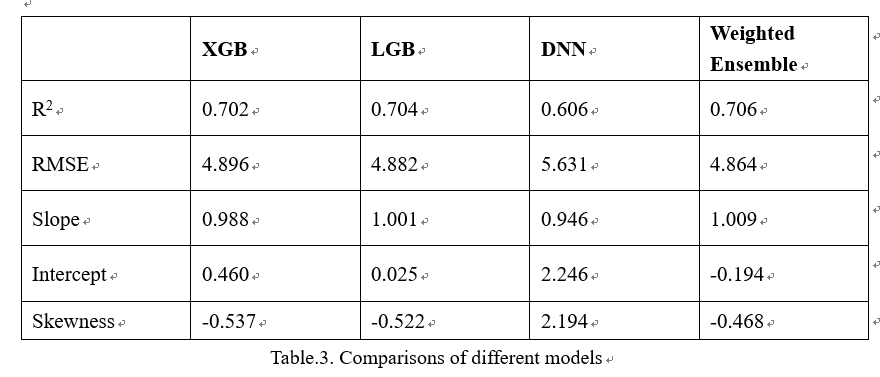 XGB LGB DNN Weighted Ensemble
R² 0.702 0.704 0.606 0.706
RMSE 4.896 4.882 5.631 4.864
Slope 0.988 1.001 0.946 1.009
Intercept 0.460 0.025 2.246 -0.194
Skewness -0.537 -0.522 2.194 -0.468
Table.3. Comparisons of different models